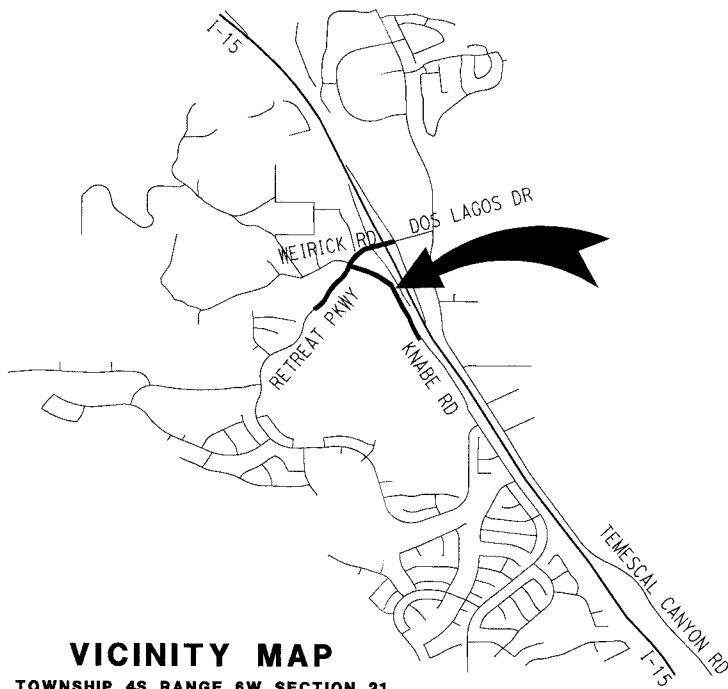 I-15
DOS LAGOS DR
WEIRICK RD
RETREAT PKWY
KNABE RD
TEMESCAL CANYON RD
I-15
VICINITY MAP
TOWNSHIP 4S RANGE 6W SECTION 21